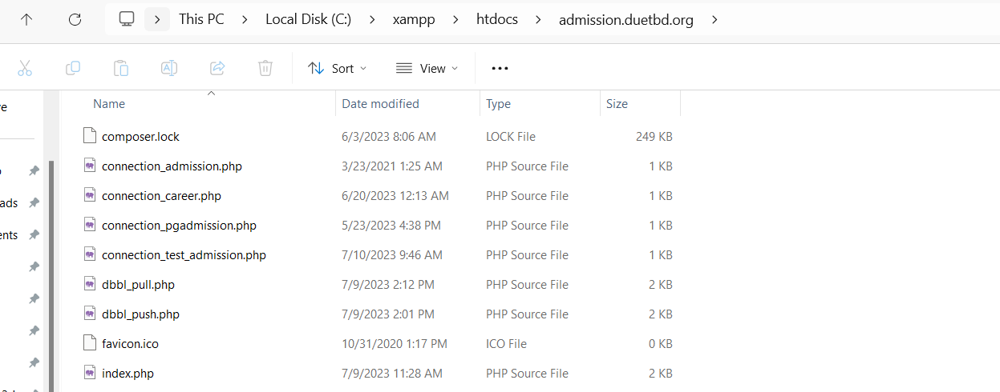 This PC > Local Disk (C:) > xampp > htdocs > admission.duetbd.org >
Sort View
ve
Name Date modified Type Size
composer.lock 6/3/2023 8:06 AM LOCK File 249 KB
connection_admission.php 3/23/2021 1:25 AM PHP Source File 1 KB
connection_career.php 6/20/2023 12:13 AM PHP Source File 1 KB
ads
connection_pgadmission.php 5/23/2023 4:38 PM PHP Source File 1 KB
ents
connection_test_admission.php 7/10/2023 9:46 AM PHP Source File 1 KB
dbbl_pull.php 7/9/2023 2:12 PM PHP Source File 2 KB
dbbl_push.php 7/9/2023 2:01 PM PHP Source File 2 KB
favicon.ico 10/31/2020 1:17 PM ICO File 0 KB
index.php 7/9/2023 11:28 AM PHP Source File 2 KB